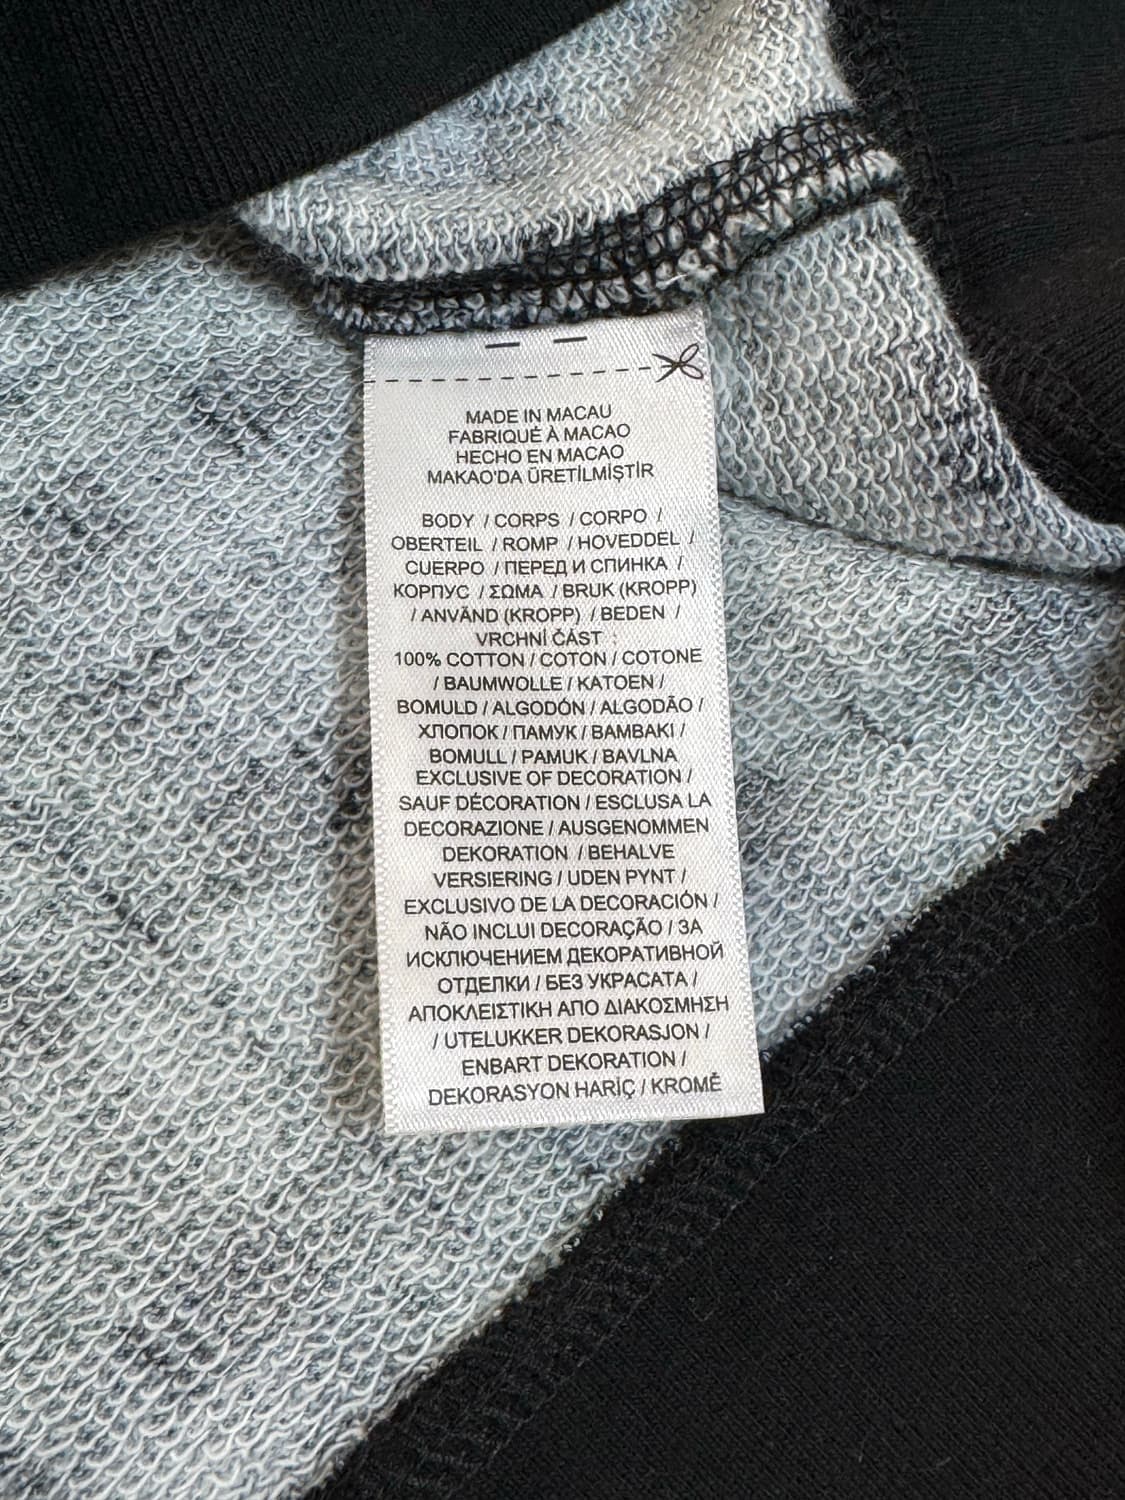 MADE IN MACAU
FABRIQUÉ À MACAO
HECHO EN MACAO
MAKAO'DA ÜRETİLMİŞTİR
BODY / CORPS / CORPO /
OBERTEIL / ROMP / HOVEDDEL /
CUERPO / ПЕРЕД И СПИНКА /
КОРПУС / ΣΩΜΑ / BRUK (KROPP)
/ ANVÄND (KROPP) / BEDEN /
VRCHNÍ ČÁST :
100% COTTON / COTON / COTONE
/ BAUMWOLLE / KATOEN /
BOMULD / ALGODÓN / ALGODÃO /
ХЛОПОК / ПАМУК / BAMBAKI /
BOMULL / PAMUK / BAVLNA
EXCLUSIVE OF DECORATION /
SAUF DÉCORATION / ESCLUSA LA
DECORAZIONE / AUSGENOMMEN
DEKORATION / BEHALVE
VERSIERING / UDEN PYNT /
EXCLUSIVO DE LA DECORACIÓN /
NÃO INCLUI DECORAÇÃO / ЗА
ИСКЛЮЧЕНИЕМ ДЕКОРАТИВНОЙ
ОТДЕЛКИ / БЕЗ УКРАСАТА /
ΑΠΟΚΛΕΙΣΤΙΚΗ ΑΠΟ ΔΙΑΚΟΣΜΗΣΗ
/ UTELUKKER DEKORASJON /
ENBART DEKORATION /
DEKORASYON HARİÇ / KROMĚ